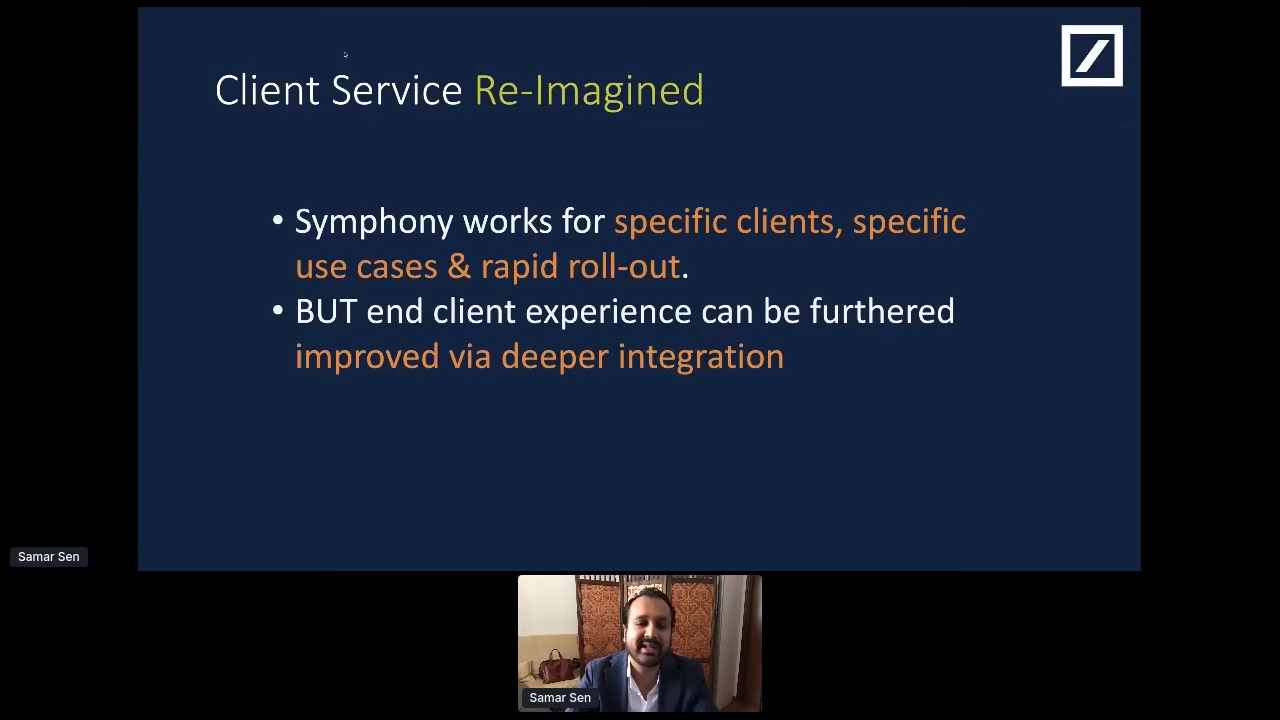 Client Service Re-Imagined
• Symphony works for specific clients, specific
use cases & rapid roll-out.
• BUT end client experience can be furthered
improved via deeper integration
Samar Sen
Samar Sen